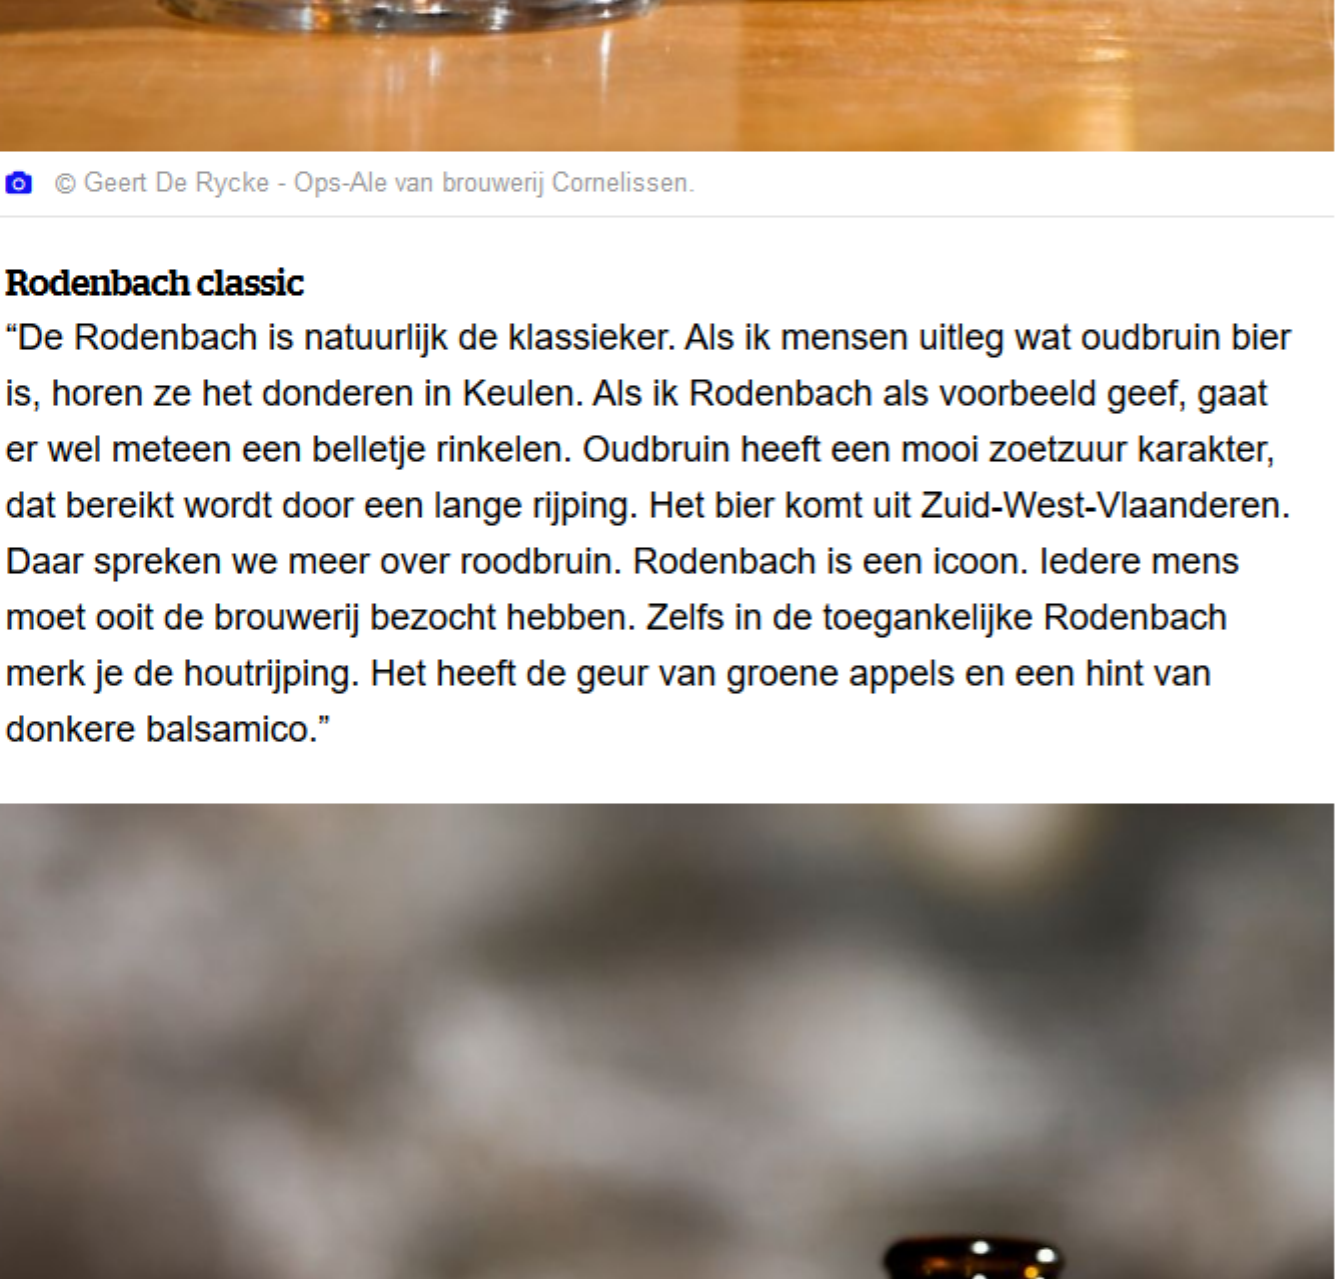 © Geert De Rycke - Ops-Ale van brouwerij Cornelissen.
Rodenbach classic
“De Rodenbach is natuurlijk de klassieker. Als ik mensen uitleg wat oudbruin bier
is, horen ze het donderen in Keulen. Als ik Rodenbach als voorbeeld geef, gaat
er wel meteen een belletje rinkelen. Oudbruin heeft een mooi zoetzuur karakter,
dat bereikt wordt door een lange rijping. Het bier komt uit Zuid-West-Vlaanderen.
Daar spreken we meer over roodbruin. Rodenbach is een icoon. Iedere mens
moet ooit de brouwerij bezocht hebben. Zelfs in de toegankelijke Rodenbach
merk je de houtrijping. Het heeft de geur van groene appels en een hint van
donkere balsamico.”